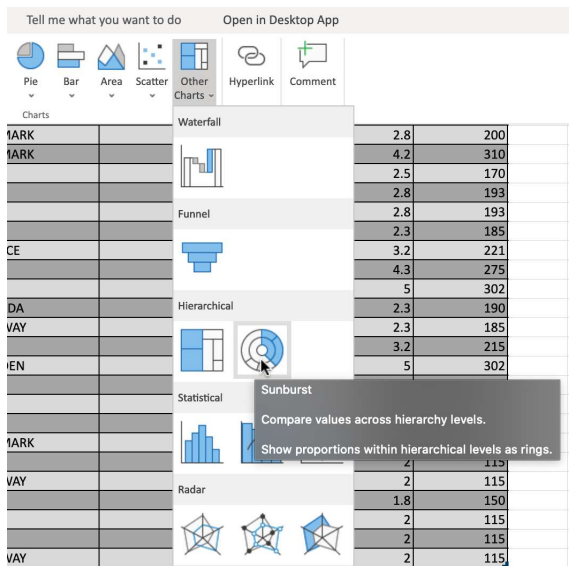 Tell me what you want to do Open in Desktop App
Pie Bar Area Scatter Other Charts Hyperlink Comment
Charts
Waterfall
MARK 2.8 200
MARK 4.2 310
2.5 170
2.8 193
Funnel
2.8 193
2.3 185
CE 3.2 221
4.3 275
5 302
Hierarchical
DA 2.3 190
WAY 2.3 185
3.2 215
DEN 5 302
Statistical
Sunburst
Compare values across hierarchy levels.
Show proportions within hierarchical levels as rings.
MARK
2 115
WAY 2 115
Radar
1.8 150
2 115
2 115
WAY 2 115